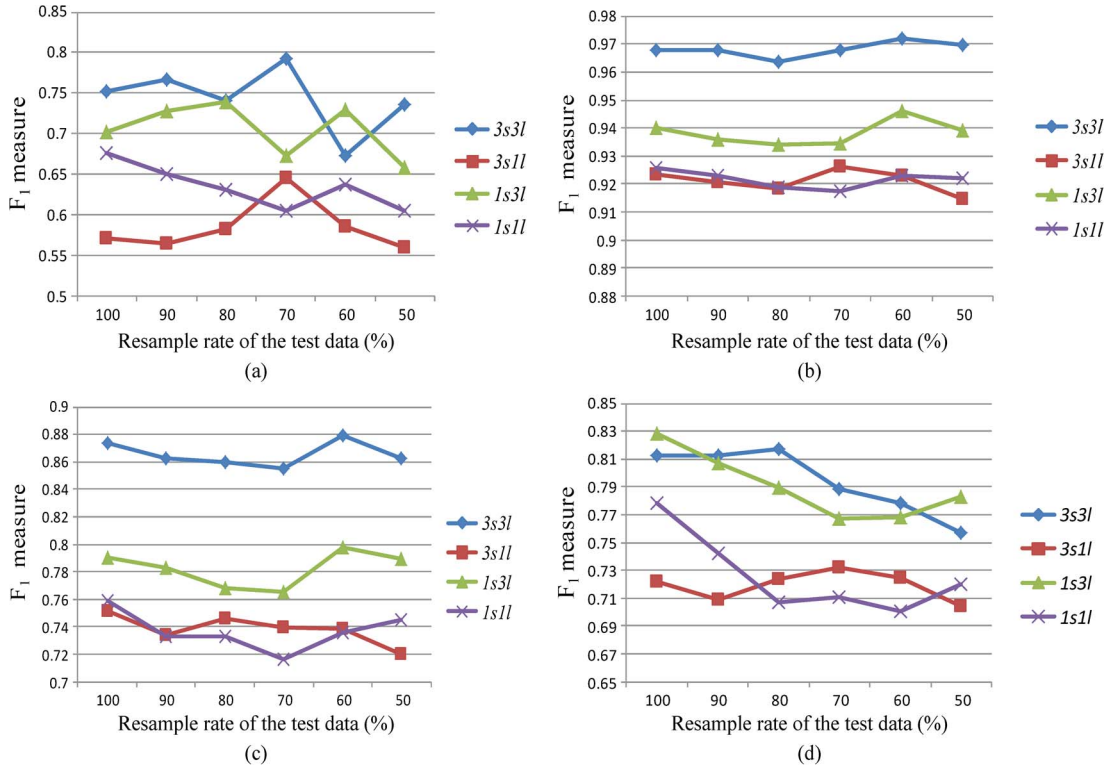 F1 measure
0.85
0.8
0.75
0.7
0.65
0.6
0.55
0.5
100 90 80 70 60 50
Resample rate of the test data (%)
3s3l
3s1l
1s3l
1s1l
(a)
F1 measure
0.98
0.97
0.96
0.95
0.94
0.93
0.92
0.91
0.9
0.89
0.88
100 90 80 70 60 50
Resample rate of the test data (%)
3s3l
3s1l
1s3l
1s1l
(b)
F1 measure
0.9
0.88
0.86
0.84
0.82
0.8
0.78
0.76
0.74
0.72
0.7
100 90 80 70 60 50
Resample rate of the test data (%)
3s3l
3s1l
1s3l
1s1l
(c)
F1 measure
0.85
0.83
0.81
0.79
0.77
0.75
0.73
0.71
0.69
0.67
0.65
100 90 80 70 60 50
Resample rate of the test data (%)
3s3l
3s1l
1s3l
1s1l
(d)